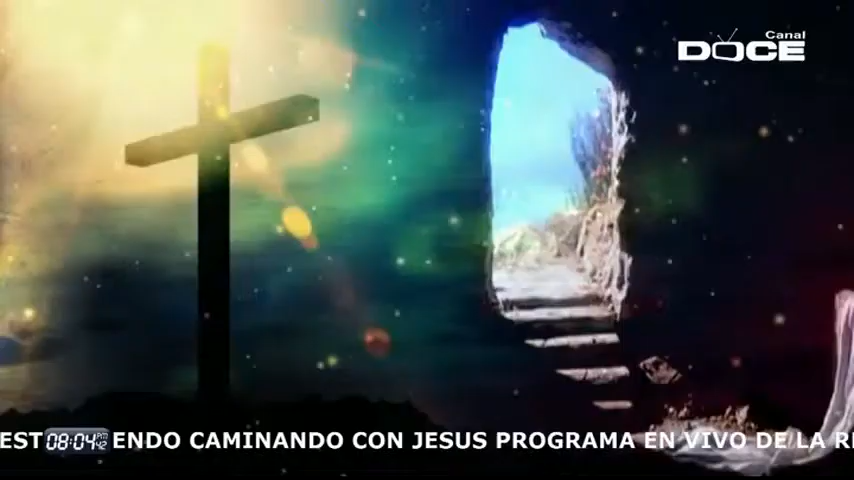 Canal
DOCE
EST 08:04 PM 42 ENDO CAMINANDO CON JESUS PROGRAMA EN VIVO DE LA R